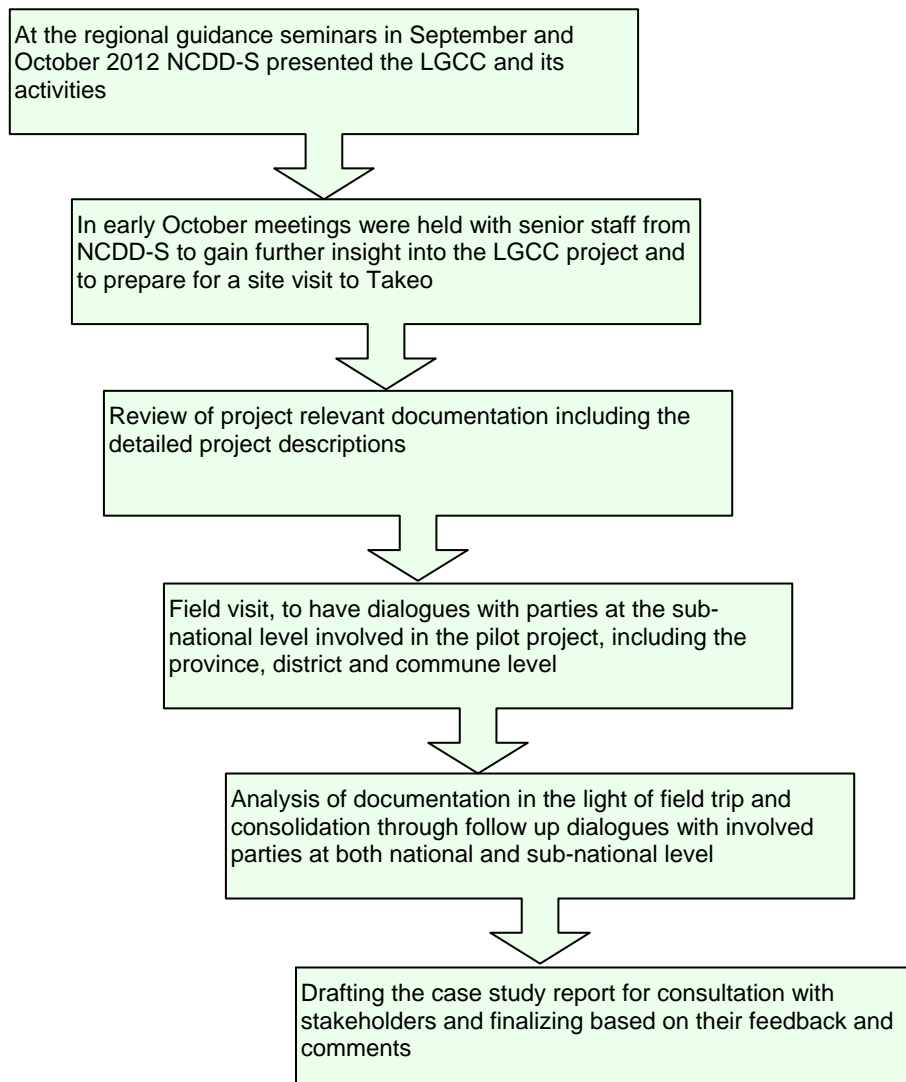 At the regional guidance seminars in September and
October 2012 NCDD-S presented the LGCC and its
activities
In early October meetings were held with senior staff from
NCDD-S to gain further insight into the LGCC project and
to prepare for a site visit to Takeo
Review of project relevant documentation including the
detailed project descriptions
Field visit, to have dialogues with parties at the sub-
national level involved in the pilot project, including the
province, district and commune level
Analysis of documentation in the light of field trip and
consolidation through follow up dialogues with involved
parties at both national and sub-national level
Drafting the case study report for consultation with
stakeholders and finalizing based on their feedback and
comments